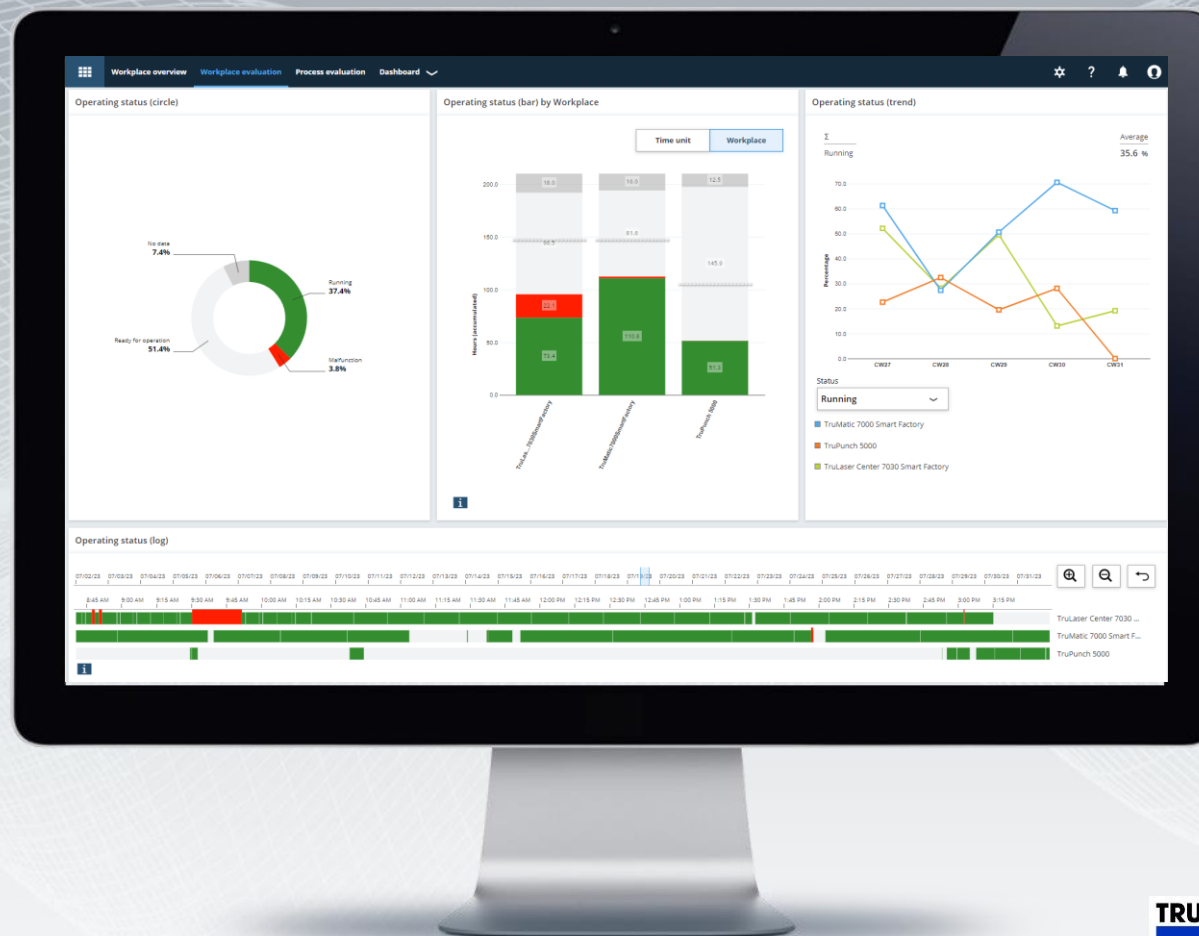 Workplace overview Workplace evaluation Process evaluation Dashboard
?
Operating status (circle)
No data
7.4%
Running
37.4%
Ready for operation
51.4%
Malfunction
3.8%
Operating status (bar) by Workplace
Time unit Workplace
Hours (accumulated)
200.0
150.0
100.0
50.0
0.0
12.5
81.6
145.0
22.1
73.4
TruLas...7030SmartFactory
TruMatic7000SmartFactory
TruPunch 5000
i
Operating status (trend)
Σ Average
Running 35.6 %
Percentage
70.0
60.0
50.0
40.0
30.0
20.0
10.0
0.0
CW27 CW28 CW29 CW30 CW31
Status
Running
TruMatic 7000 Smart Factory
TruPunch 5000
TruLaser Center 7030 Smart Factory
Operating status (log)
07/02/23 07/03/23 07/04/23 07/05/23 07/06/23 07/07/23 07/08/23 07/09/23 07/10/23 07/11/23 07/12/23 07/13/23 07/14/23 07/15/23 07/16/23 07/17/23 07/18/23 07/19/23 07/20/23 07/21/23 07/22/23 07/23/23 07/24/23 07/25/23 07/26/23 07/27/23 07/28/23 07/29/23 07/30/23 07/31/23
8:45 AM 9:00 AM 9:15 AM 9:30 AM 9:45 AM 10:00 AM 10:15 AM 10:30 AM 10:45 AM 11:00 AM 11:15 AM 11:30 AM 11:45 AM 12:00 PM 12:15 PM 12:30 PM 12:45 PM 1:00 PM 1:15 PM 1:30 PM 1:45 PM 2:00 PM 2:15 PM 2:30 PM 2:45 PM 3:00 PM 3:15 PM
TruLaser Center 7030 ...
TruMatic 7000 Smart F...
TruPunch 5000
i
TRU